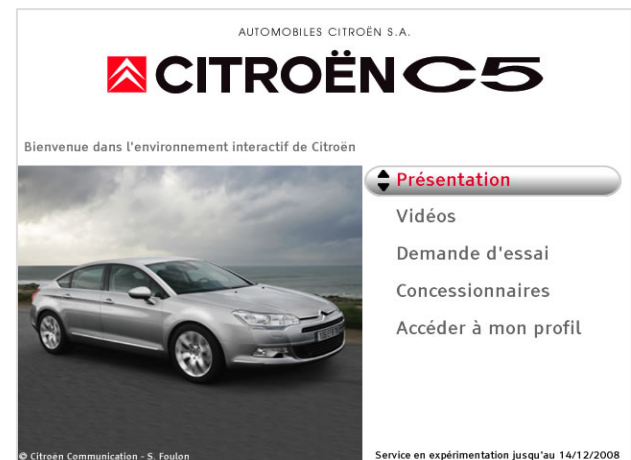 AUTOMOBILES CITROËN S.A.
CITROËN C5
Bienvenue dans l'environnement interactif de Citroën
Présentation
Vidéos
Demande d'essai
Concessionnaires
Accéder à mon profil
© Citroën Communication - S. Foulon
Service en expérimentation jusqu'au 14/12/2008